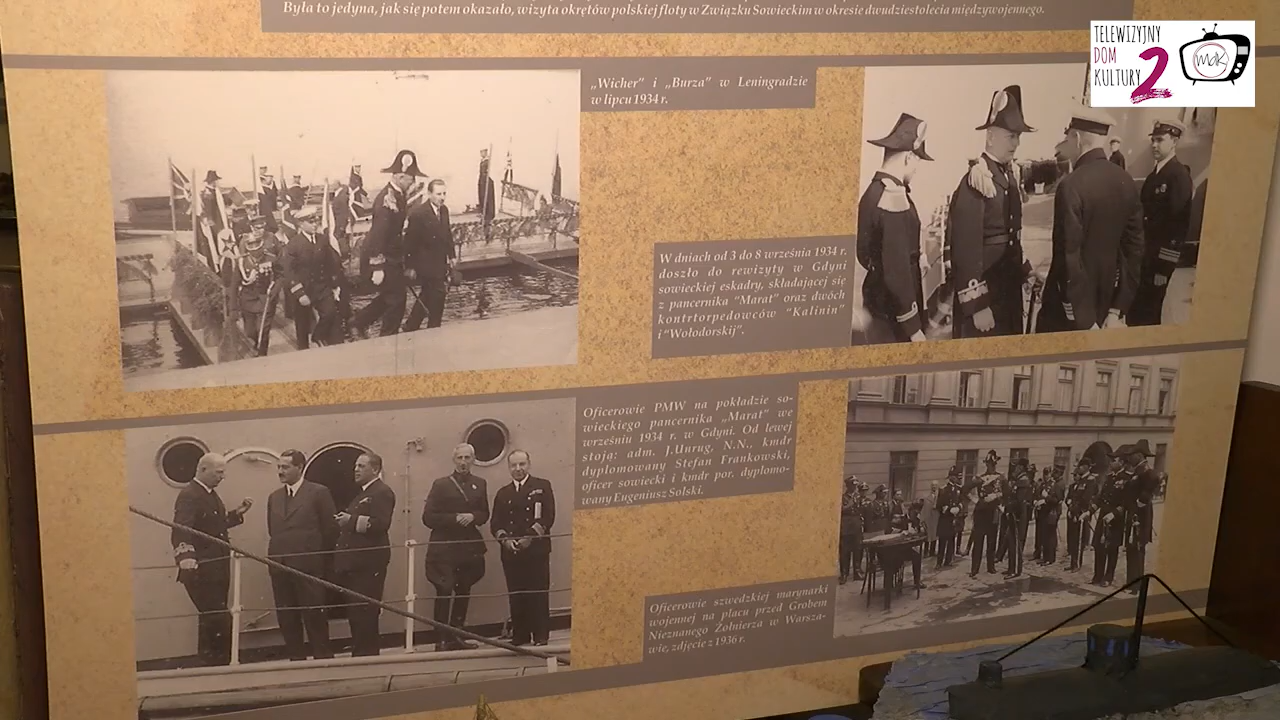 Była to jedyna, jak się potem okazało, wizyta okrętów polskiej floty w Związku Sowieckim w okresie dwudziestolecia międzywojennego.
TELEWIZYJNY
DOM
KULTURY 2
mdk
„Wicher” i „Burza” w Leningradzie
w lipcu 1934 r.
W dniach od 3 do 8 września 1934 r.
doszło do rewizyty w Gdyni
sowieckiej eskadry, składającej się
z pancernika “Marat” oraz dwóch
kontrtorpedowców “Kalinin”
i “Wołodorskij”.
Oficerowie PMW na pokładzie so-
wieckiego pancernika „Marat” we
wrześniu 1934 r. w Gdyni. Od lewej
stoją: adm. J.Unrug, N.N., kmdr
dyplomowany Stefan Frankowski,
oficer sowiecki i kmdr por. dyplomo-
wany Eugeniusz Solski.
Oficerowie szwedzkiej marynarki
wojennej na placu przed Grobem
Nieznanego Żołnierza w Warsza-
wie, zdjęcie z 1936 r.